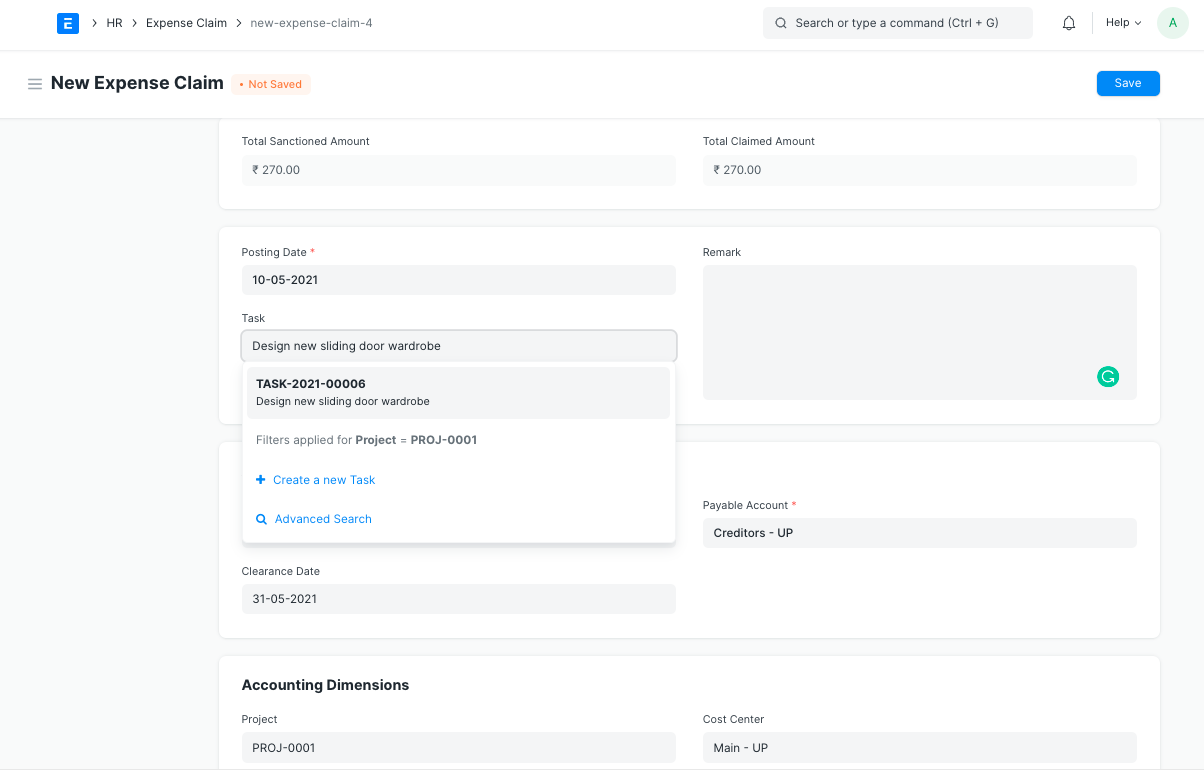 E HR Expense Claim new-expense-claim-4 Search or type a command (Ctrl + G) Help A
New Expense Claim • Not Saved Save
Total Sanctioned Amount Total Claimed Amount
₹ 270.00 ₹ 270.00
Posting Date * Remark
10-05-2021
Task
Design new sliding door wardrobe
TASK-2021-00006
Design new sliding door wardrobe
Filters applied for Project = PROJ-0001
Create a new Task
Payable Account *
Advanced Search
Creditors - UP
Clearance Date
31-05-2021
Accounting Dimensions
Project Cost Center
PROJ-0001 Main - UP